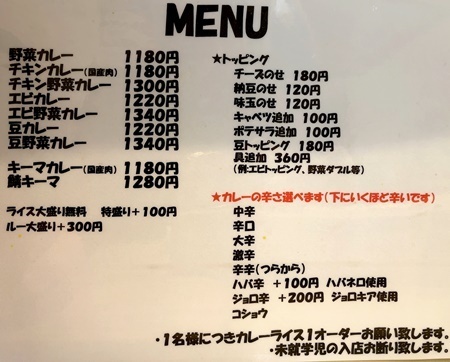 MENU
野菜カレー 1180円
チキンカレー(国産肉) 1180円
チキン野菜カレー 1300円
エビカレー 1220円
エビ野菜カレー 1340円
豆カレー 1220円
豆野菜カレー 1340円
キーマカレー(国産肉) 1180円
鯖キーマ 1280円
ライス大盛り無料 特盛り+100円
ルー大盛り+300円
★トッピング
チーズのせ 180円
納豆のせ 120円
味玉のせ 120円
キャベツ追加 100円
ポテサラ追加 100円
豆トッピング 180円
具追加 360円
(例:エビトッピング、野菜ダブル等)
★カレーの辛さ選べます(下にいくほど辛いです)
中辛
辛口
大辛
激辛
辛辛(つらから)
ハバ辛 +100円 ハバネロ使用
ジョロ辛 +200円 ジョロキア使用
コショウ
・1名様につきカレーライス1オーダーお願い致します。
・未就学児の入店お断り致します。